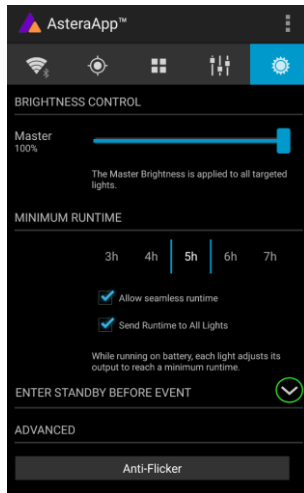 AsteraApp™
BRIGHTNESS CONTROL
Master
100%
The Master Brightness is applied to all targeted
lights.
MINIMUM RUNTIME
3h 4h 5h 6h 7h
Allow seamless runtime
Send Runtime to All Lights
While running on battery, each light adjusts its
output to reach a minimum runtime.
ENTER STANDBY BEFORE EVENT
ADVANCED
Anti-Flicker